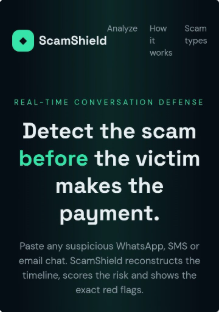 ScamShield
Analyze
How it works
Scam types
REAL-TIME CONVERSATION DEFENSE
Detect the scam
before the victim
makes the
payment.
Paste any suspicious WhatsApp, SMS or
email chat. ScamShield reconstructs the
timeline, scores the risk and shows the
exact red flags.